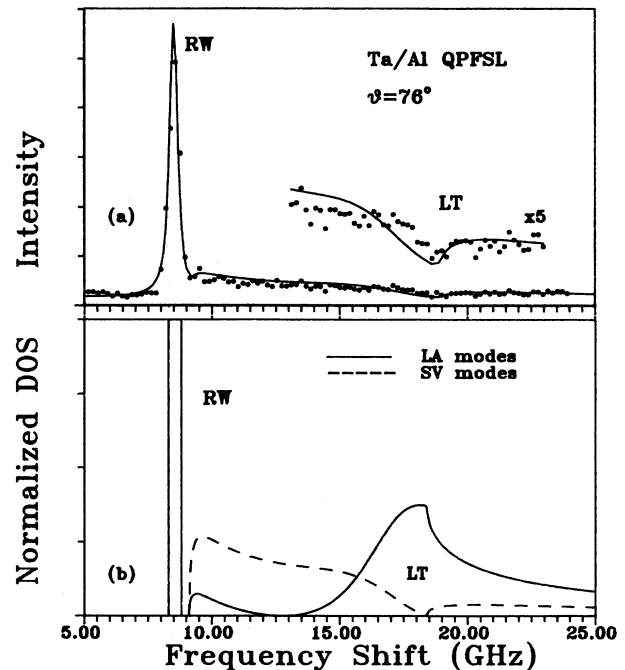 RW
Ta/Al QPFSL
ϑ=76°
Intensity
(a)
LT
x5
LA modes
SV modes
RW
Normalized DOS
(b)
LT
5.00 10.00 15.00 20.00 25.00
Frequency Shift (GHz)